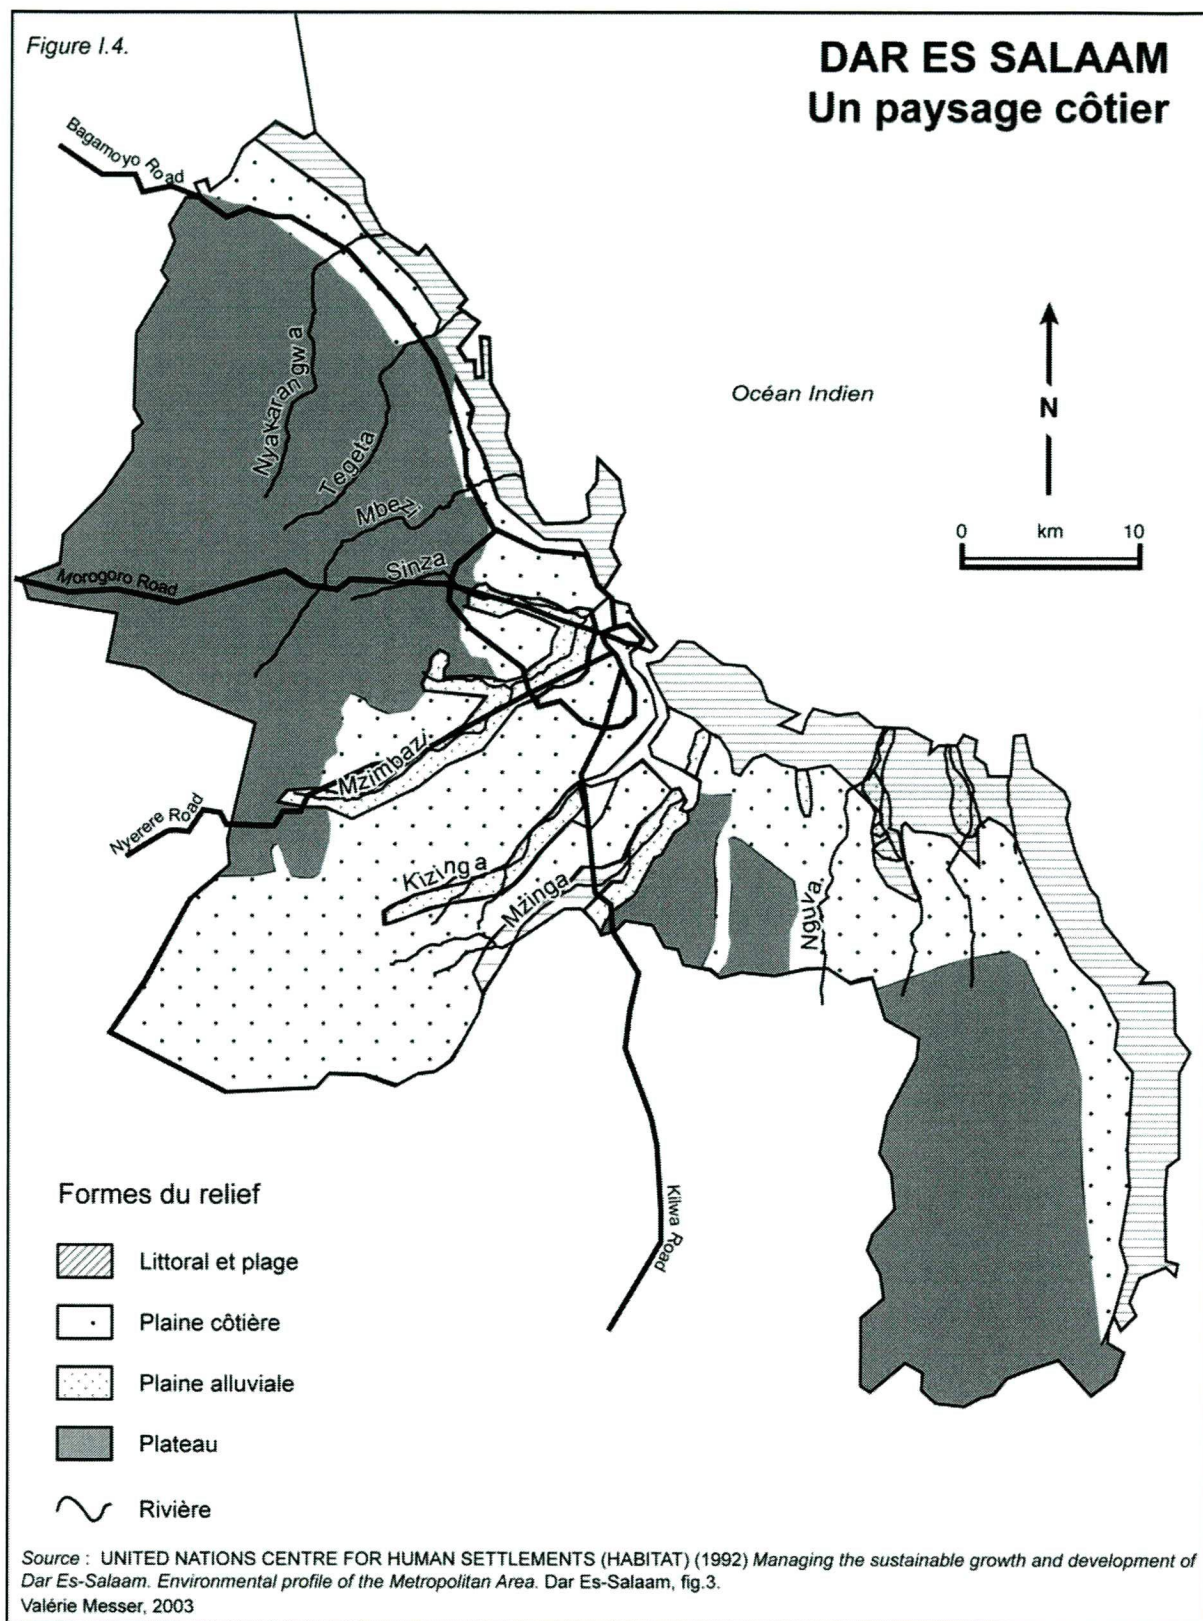 Figure I.4.
DAR ES SALAAM
Un paysage côtier
Bagamoyo Road
Nyakarangwa
Tegeta
Océan Indien
N
Mbezi
0 km 10
Sinza
Morogoro Road
Mzimbazi
Nyerere Road
Kizinga
Mzinga
Nguva
Kilwa Road
Formes du relief
Littoral et plage
Plaine côtière
Plaine alluviale
Plateau
Rivière
Source : UNITED NATIONS CENTRE FOR HUMAN SETTLEMENTS (HABITAT) (1992) Managing the sustainable growth and development of
Dar Es-Salaam. Environmental profile of the Metropolitan Area. Dar Es-Salaam, fig.3.
Valérie Messer, 2003